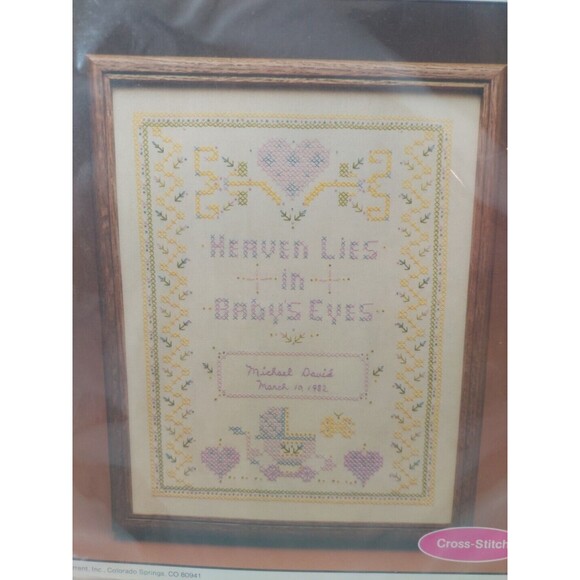 Heaven Lies
in
Babys Eyes
Michael David
March 10 1982
Cross-Stitch
Inc., Colorado Springs, CO 80941